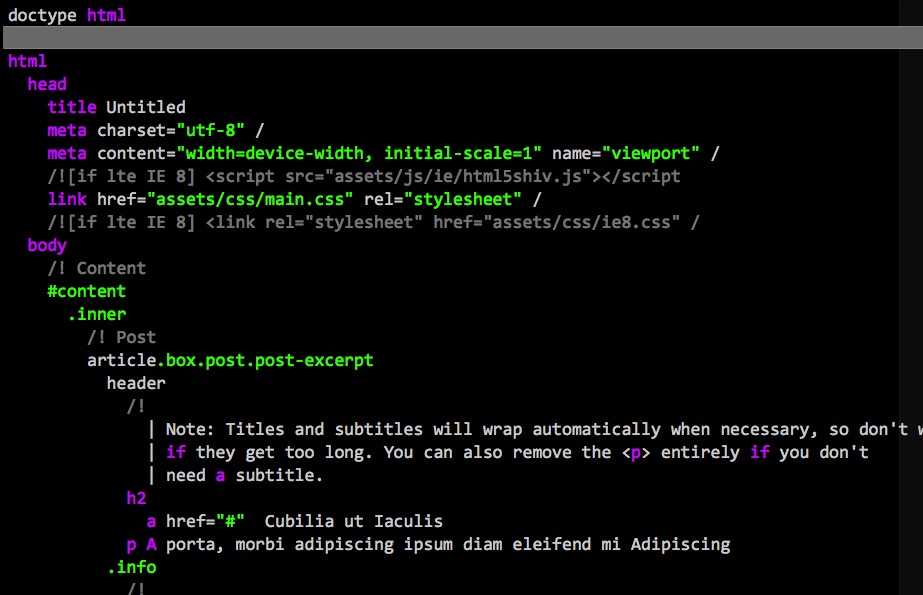 doctype html
html
head
title Untitled
meta charset="utf-8" /
meta content="width=device-width, initial-scale=1" name="viewport" /
/![if lte IE 8] <script src="assets/js/ie/html5shiv.js"></script
link href="assets/css/main.css" rel="stylesheet" /
/![if lte IE 8] <link rel="stylesheet" href="assets/css/ie8.css" /
body
/! Content
#content
.inner
/! Post
article.box.post.post-excerpt
header
/!
| Note: Titles and subtitles will wrap automatically when necessary, so don't
| if they get too long. You can also remove the <p> entirely if you don't
| need a subtitle.
h2
a href="#"  Cubilia ut Iaculis
p A porta, morbi adipiscing ipsum diam eleifend mi Adipiscing
.info
/!